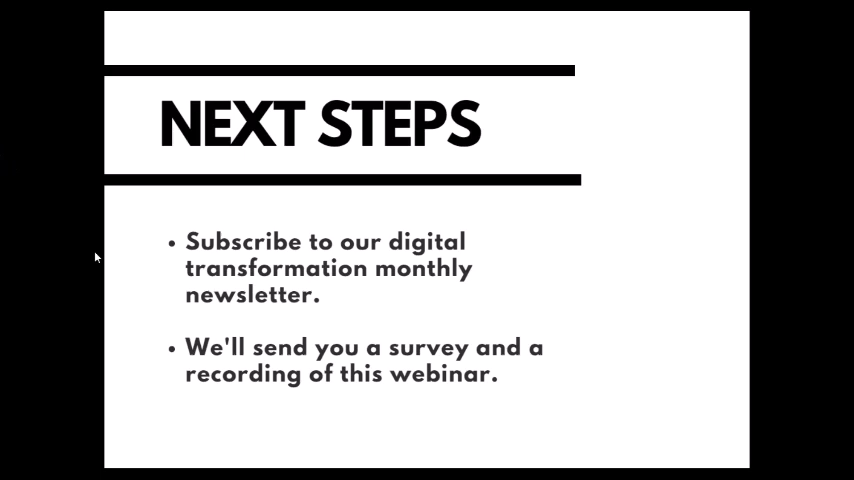 NEXT STEPS
• Subscribe to our digital
transformation monthly
newsletter.
• We'll send you a survey and a
recording of this webinar.